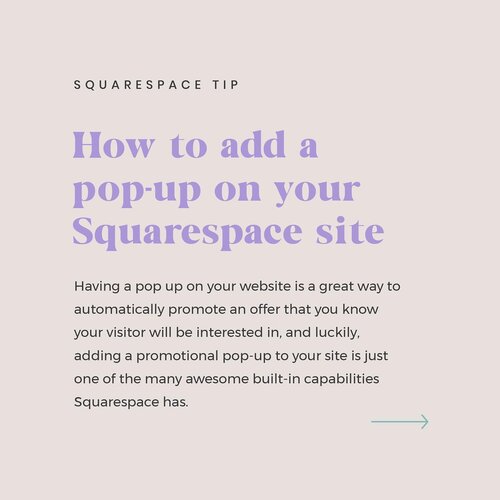 SQUARESPACE TIP
How to add a
pop-up on your
Squarespace site
Having a pop up on your website is a great way to
automatically promote an offer that you know
your visitor will be interested in, and luckily,
adding a promotional pop-up to your site is just
one of the many awesome built-in capabilities
Squarespace has.